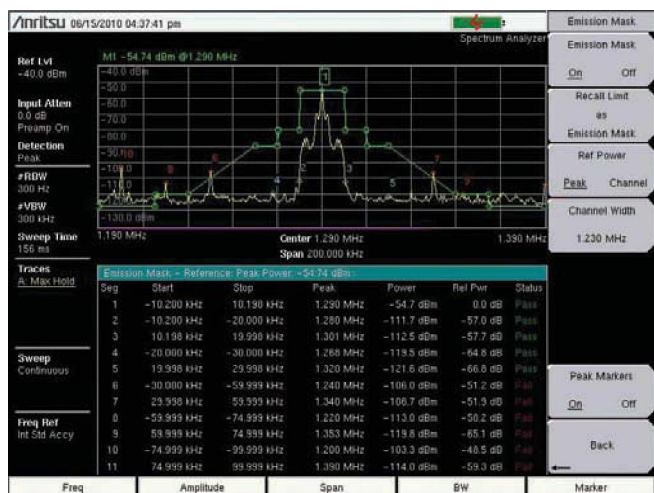 Anritsu 06/15/2010 04:37:41 pm
Spectrum Analyzer
Ref Lvl
-40.0 dBm
Input Atten
0.0 dB
Preamp On
Detection
Peak
#RBW
300 Hz
#VBW
300 kHz
Sweep Time
156 ms
Traces
A: Max Hold
Sweep
Continuous
Freq Ref
Int Std Accy
M1 -54.74 dBm @1.290 MHz
-40.0 dBm
-50.0
-60.0
-70.0
-80.0
-90.0
-130.0 dBm
1
10
8
6
4
2
3
5
7
1.190 MHz
Center 1.290 MHz
1.390 MHz
Span 200.000 kHz
Emission Mask - Reference: Peak Power: -54.74 dBm
Seg Start Stop Peak Power Rel Pwr Status
1 -10.200 kHz 10.198 kHz 1.290 MHz -54.7 dBm 0.0 dB Pass
2 -10.200 kHz -20.000 kHz 1.280 MHz -111.7 dBm -57.0 dB Pass
3 10.198 kHz 19.998 kHz 1.301 MHz -112.5 dBm -57.7 dB Pass
4 -20.000 kHz -30.000 kHz 1.268 MHz -119.5 dBm -64.8 dB Pass
5 19.998 kHz 29.998 kHz 1.320 MHz -121.6 dBm -66.8 dB Pass
6 -30.000 kHz -59.999 kHz 1.240 MHz -106.0 dBm -51.2 dB Fail
7 29.998 kHz 59.999 kHz 1.340 MHz -106.7 dBm -51.9 dB Fail
8 -59.999 kHz -74.999 kHz 1.220 MHz -113.0 dBm -58.2 dB Fail
9 59.999 kHz 74.999 kHz 1.353 MHz -119.8 dBm -65.1 dB Fail
10 -74.999 kHz -99.999 kHz 1.200 MHz -103.3 dBm -48.5 dB Fail
11 74.999 kHz 99.999 kHz 1.390 MHz -114.0 dBm -59.3 dB Fail
Emission Mask
Emission Mask
On Off
Recall Limit
as
Emission Mask
Ref Power
Peak Channel
Channel Width
1.230 MHz
Peak Markers
On Off
Back
Freq Amplitude Span BW Marker